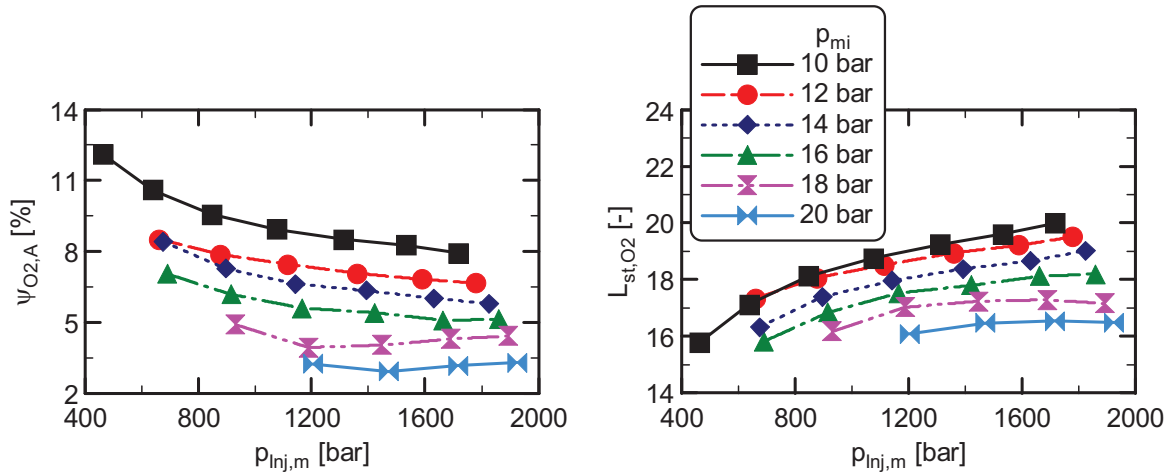 14
11
8
5
2
ΨO2,A [%]
400 800 1200 1600 2000
pInj,m [bar]
pmi
10 bar
12 bar
14 bar
16 bar
18 bar
20 bar
24
22
20
18
16
14
Lst,O2 [-]
400 800 1200 1600 2000
pInj,m [bar]